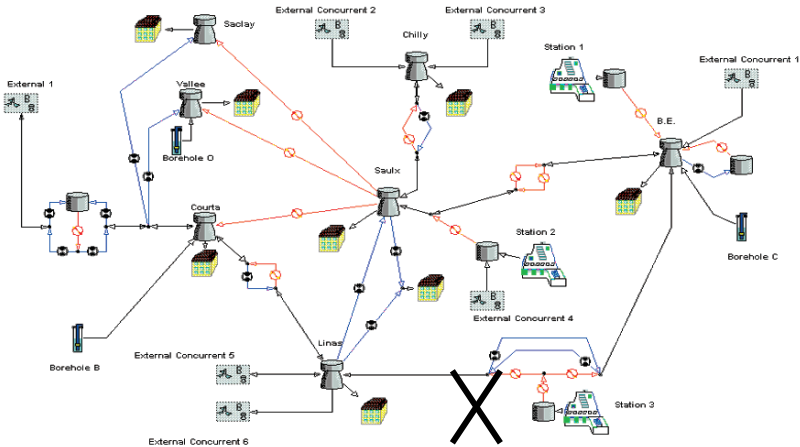 External Concurrent 2
External Concurrent 3
Saclay
Chilly
Station 1
External Concurrent 1
External 1
Vallee
B.E.
Borehole O
Saulx
Courta
Station 2
Borehole C
External Concurrent 4
Linas
External Concurrent 5
Borehole B
Station 3
External Concurrent 6